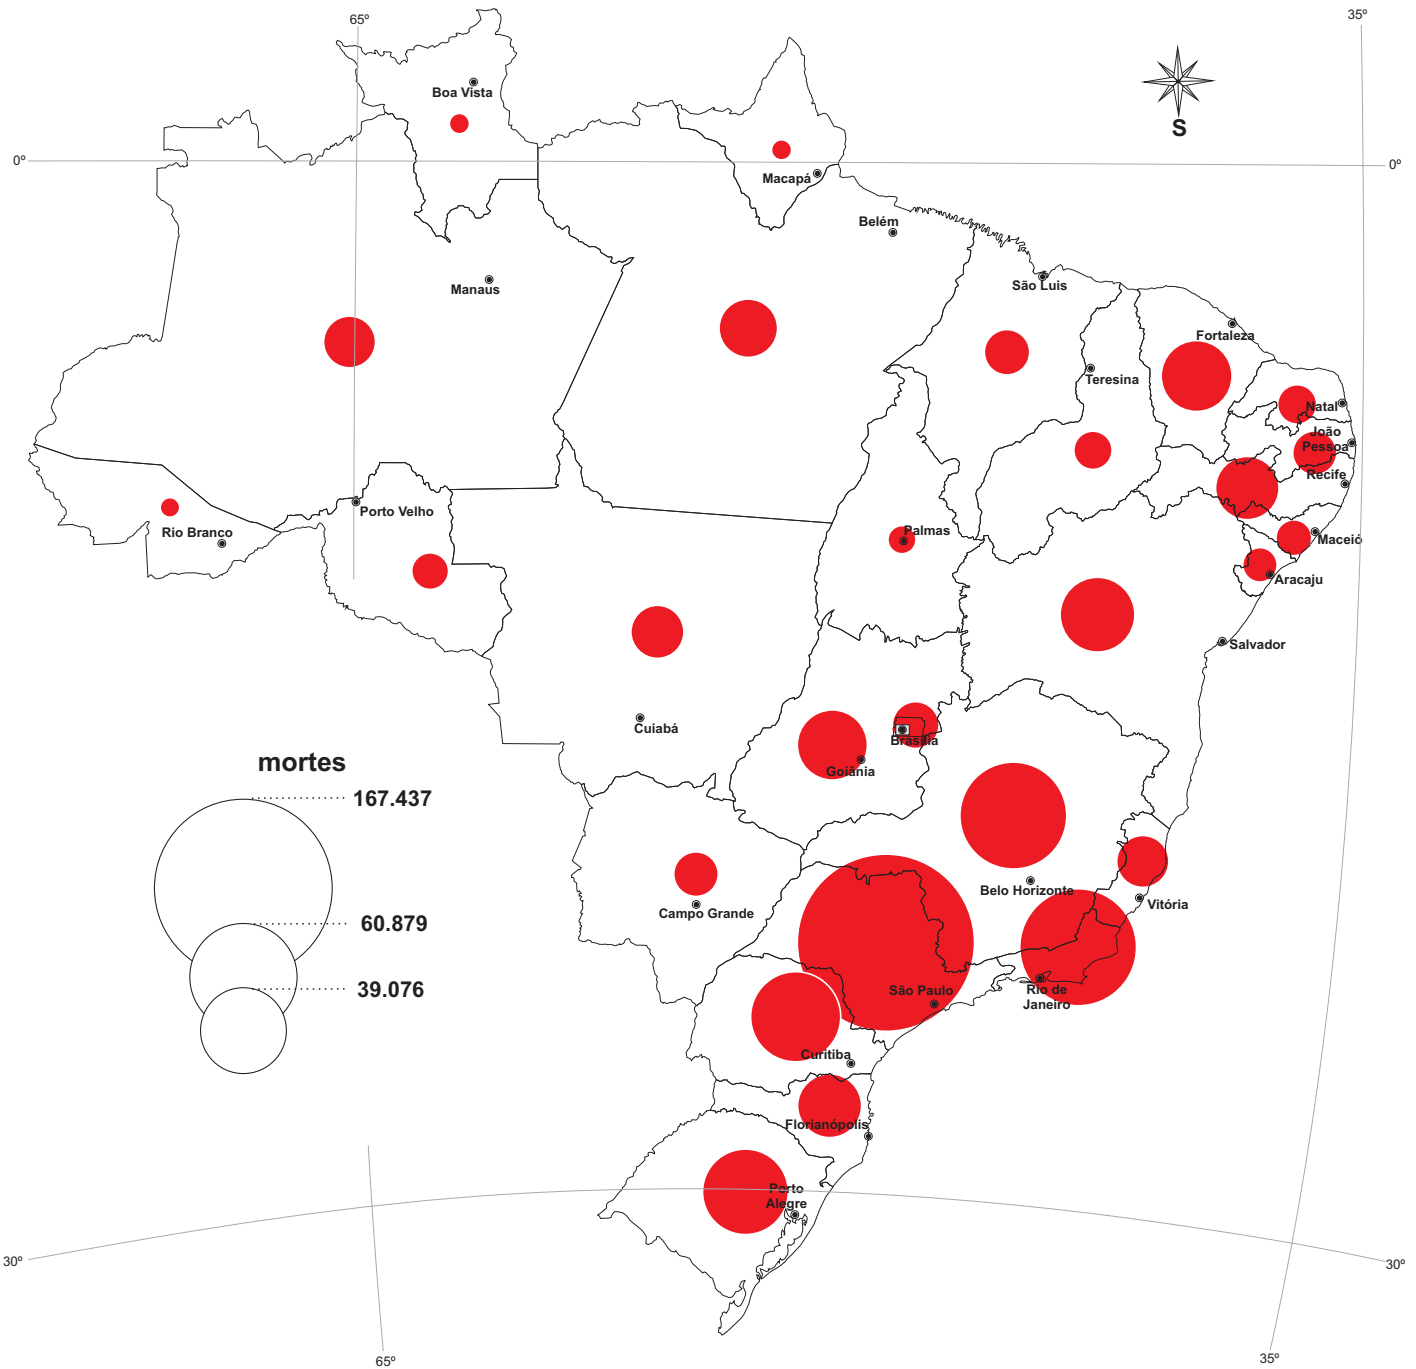 65º
35º
Boa Vista
S
0º
0º
Macapá
Belém
São Luis
Manaus
Fortaleza
Teresina
Natal
João
Pessoa
Recife
Porto Velho
Rio Branco
Palmas
Maceió
Aracaju
Salvador
Cuiabá
Brasília
Goiânia
mortes
167.437
60.879
39.076
Belo Horizonte
Vitória
Campo Grande
São Paulo
Rio de
Janeiro
Curitiba
Florianópolis
Porto
Alegre
30º
30º
65º
35º